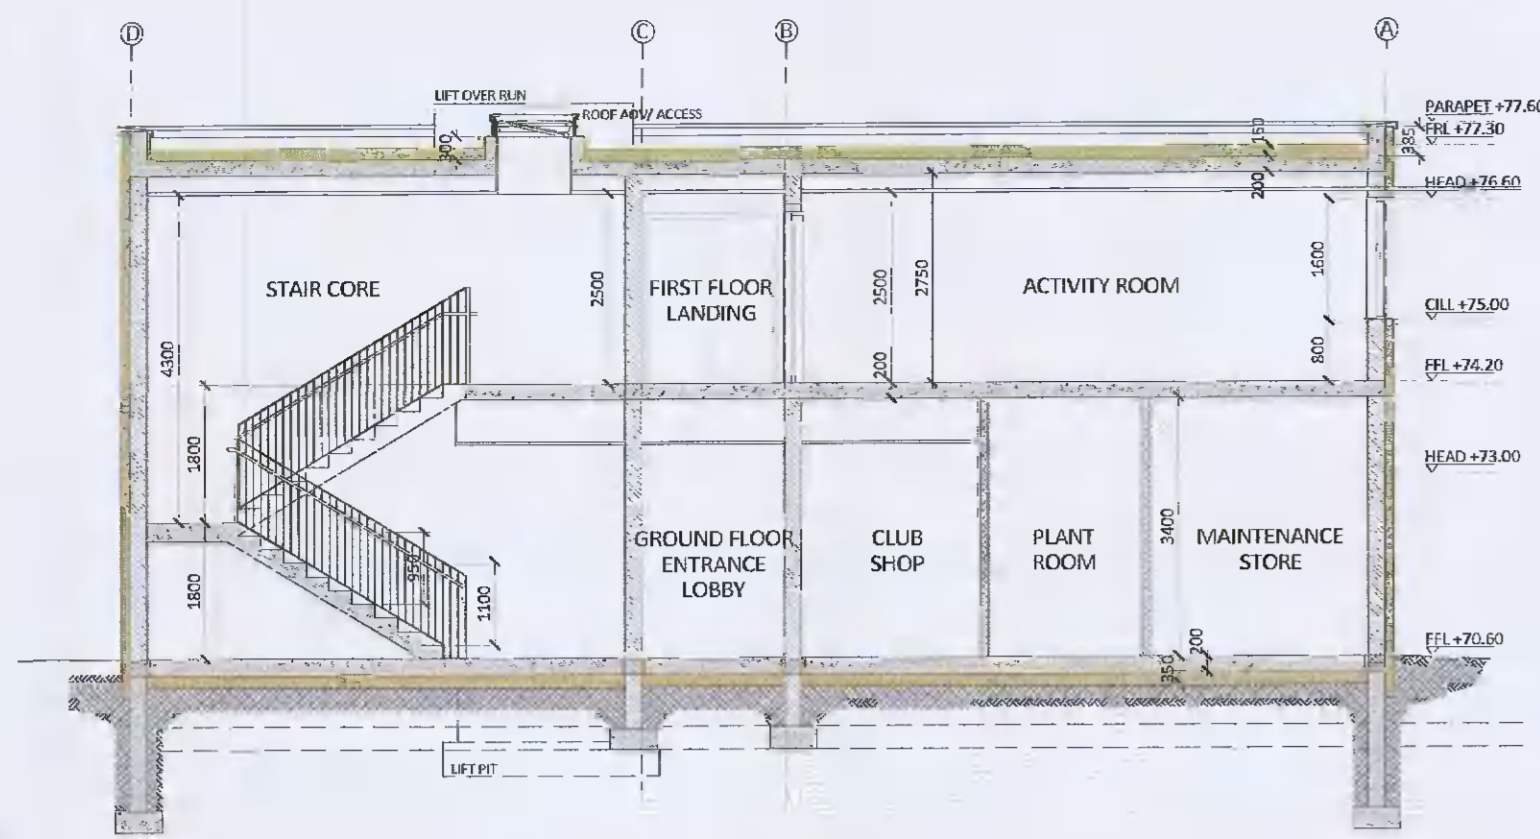 D
C
B
A
LIFT OVER RUN
ROOF AOV/ ACCESS
PARAPET +77.60
FRL +77.30
HEAD +76.60
CILL +75.00
FFL +74.20
HEAD +73.00
FFL +70.60
300
150
385
200
STAIR CORE
FIRST FLOOR
LANDING
ACTIVITY ROOM
4300
2500
2500
2750
1600
800
200
1800
1800
950
1100
GROUND FLOOR
ENTRANCE
LOBBY
CLUB
SHOP
PLANT
ROOM
3400
MAINTENANCE
STORE
200
350
LIFT PIT